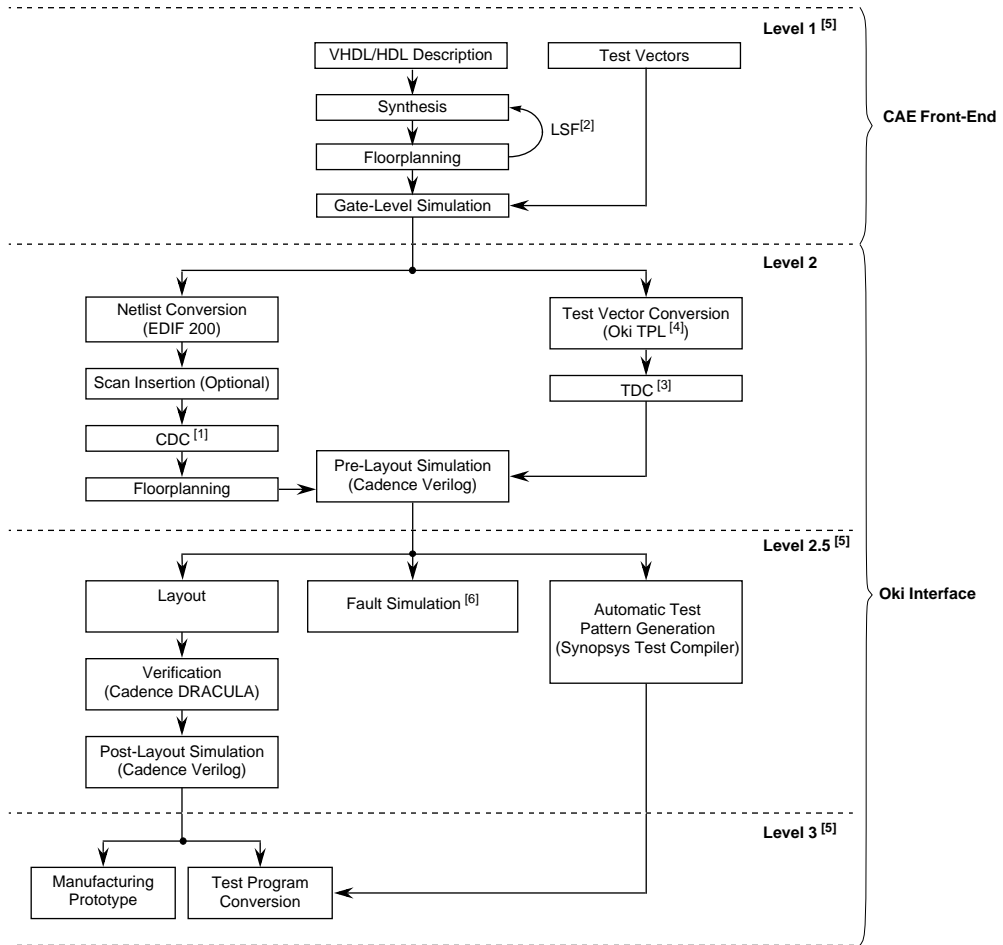 Level 1 [5]
VHDL/HDL Description
Test Vectors
Synthesis
LSF[2]
CAE Front-End
Floorplanning
Gate-Level Simulation
Level 2
Netlist Conversion
(EDIF 200)
Test Vector Conversion
(Oki TPL [4])
Scan Insertion (Optional)
TDC [3]
CDC [1]
Floorplanning
Pre-Layout Simulation
(Cadence Verilog)
Level 2.5 [5]
Layout
Fault Simulation [6]
Automatic Test
Pattern Generation
(Synopsys Test Compiler)
Oki Interface
Verification
(Cadence DRACULA)
Post-Layout Simulation
(Cadence Verilog)
Level 3 [5]
Manufacturing
Prototype
Test Program
Conversion